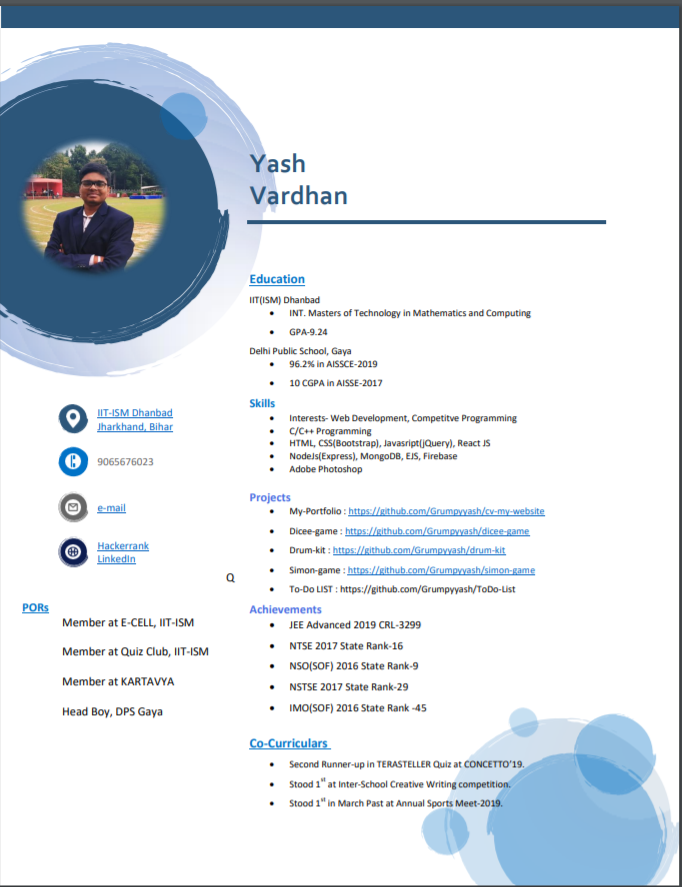 Yash
Vardhan
Education
IIT(ISM) Dhanbad
• INT. Masters of Technology in Mathematics and Computing
• GPA-9.24
Delhi Public School, Gaya
• 96.2% in AISSCE-2019
• 10 CGPA in AISSE-2017
Skills
• Interests- Web Development, Competitve Programming
• C/C++ Programming
• HTML, CSS(Bootstrap), Javasript(jQuery), React JS
• NodeJs(Express), MongoDB, EJS, Firebase
• Adobe Photoshop
Projects
• My-Portfolio : https://github.com/Grumpyyash/cv-my-website
• Dicee-game : https://github.com/Grumpyyash/dicee-game
• Drum-kit : https://github.com/Grumpyyash/drum-kit
• Simon-game : https://github.com/Grumpyyash/simon-game
• To-Do LIST : https://github.com/Grumpyyash/ToDo-List
Achievements
• JEE Advanced 2019 CRL-3299
• NTSE 2017 State Rank-16
• NSO(SOF) 2016 State Rank-9
• NSTSE 2017 State Rank-29
• IMO(SOF) 2016 State Rank -45
Co-Curriculars
• Second Runner-up in TERASTELLER Quiz at CONCETTO'19.
• Stood 1st at Inter-School Creative Writing competition.
• Stood 1st in March Past at Annual Sports Meet-2019.
IIT-ISM Dhanbad
Jharkhand, Bihar
9065676023
e-mail
Hackerrank
LinkedIn
Q
PORs
Member at E-CELL, IIT-ISM
Member at Quiz Club, IIT-ISM
Member at KARTAVYA
Head Boy, DPS Gaya